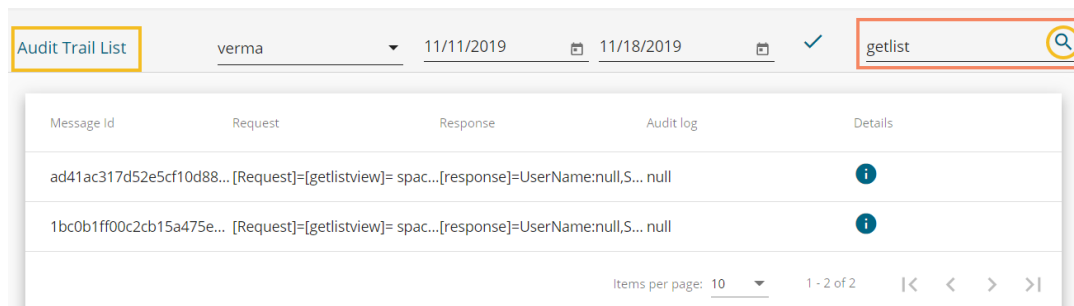 Audit Trail List verma 11/11/2019 11/18/2019 getlist
Message Id Request Response Audit log Details
ad41ac317d52e5cf10d88... [Request]=[getlistview]= spac...[response]=UserName:null,S... null
1bc0b1ff00c2cb15a475e... [Request]=[getlistview]= spac...[response]=UserName:null,S... null
Items per page: 10 1 - 2 of 2